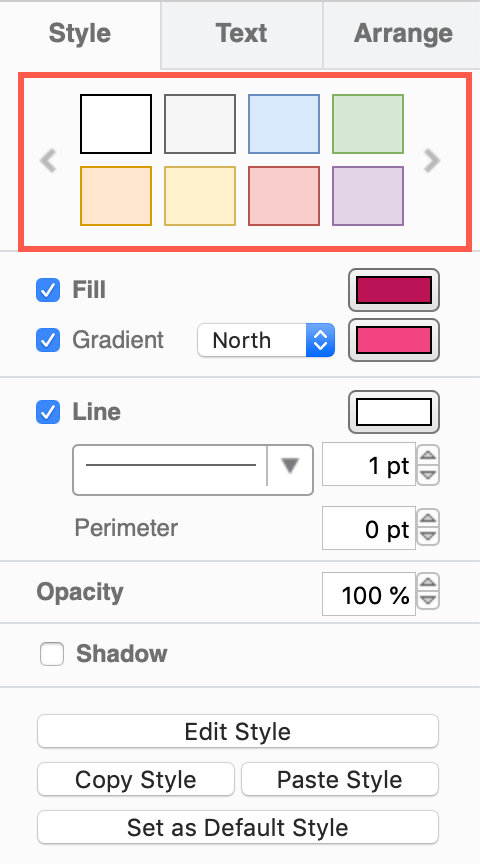 Style Text Arrange
Fill
Gradient North
Line
1 pt
Perimeter 0 pt
Opacity 100 %
Shadow
Edit Style
Copy Style Paste Style
Set as Default Style